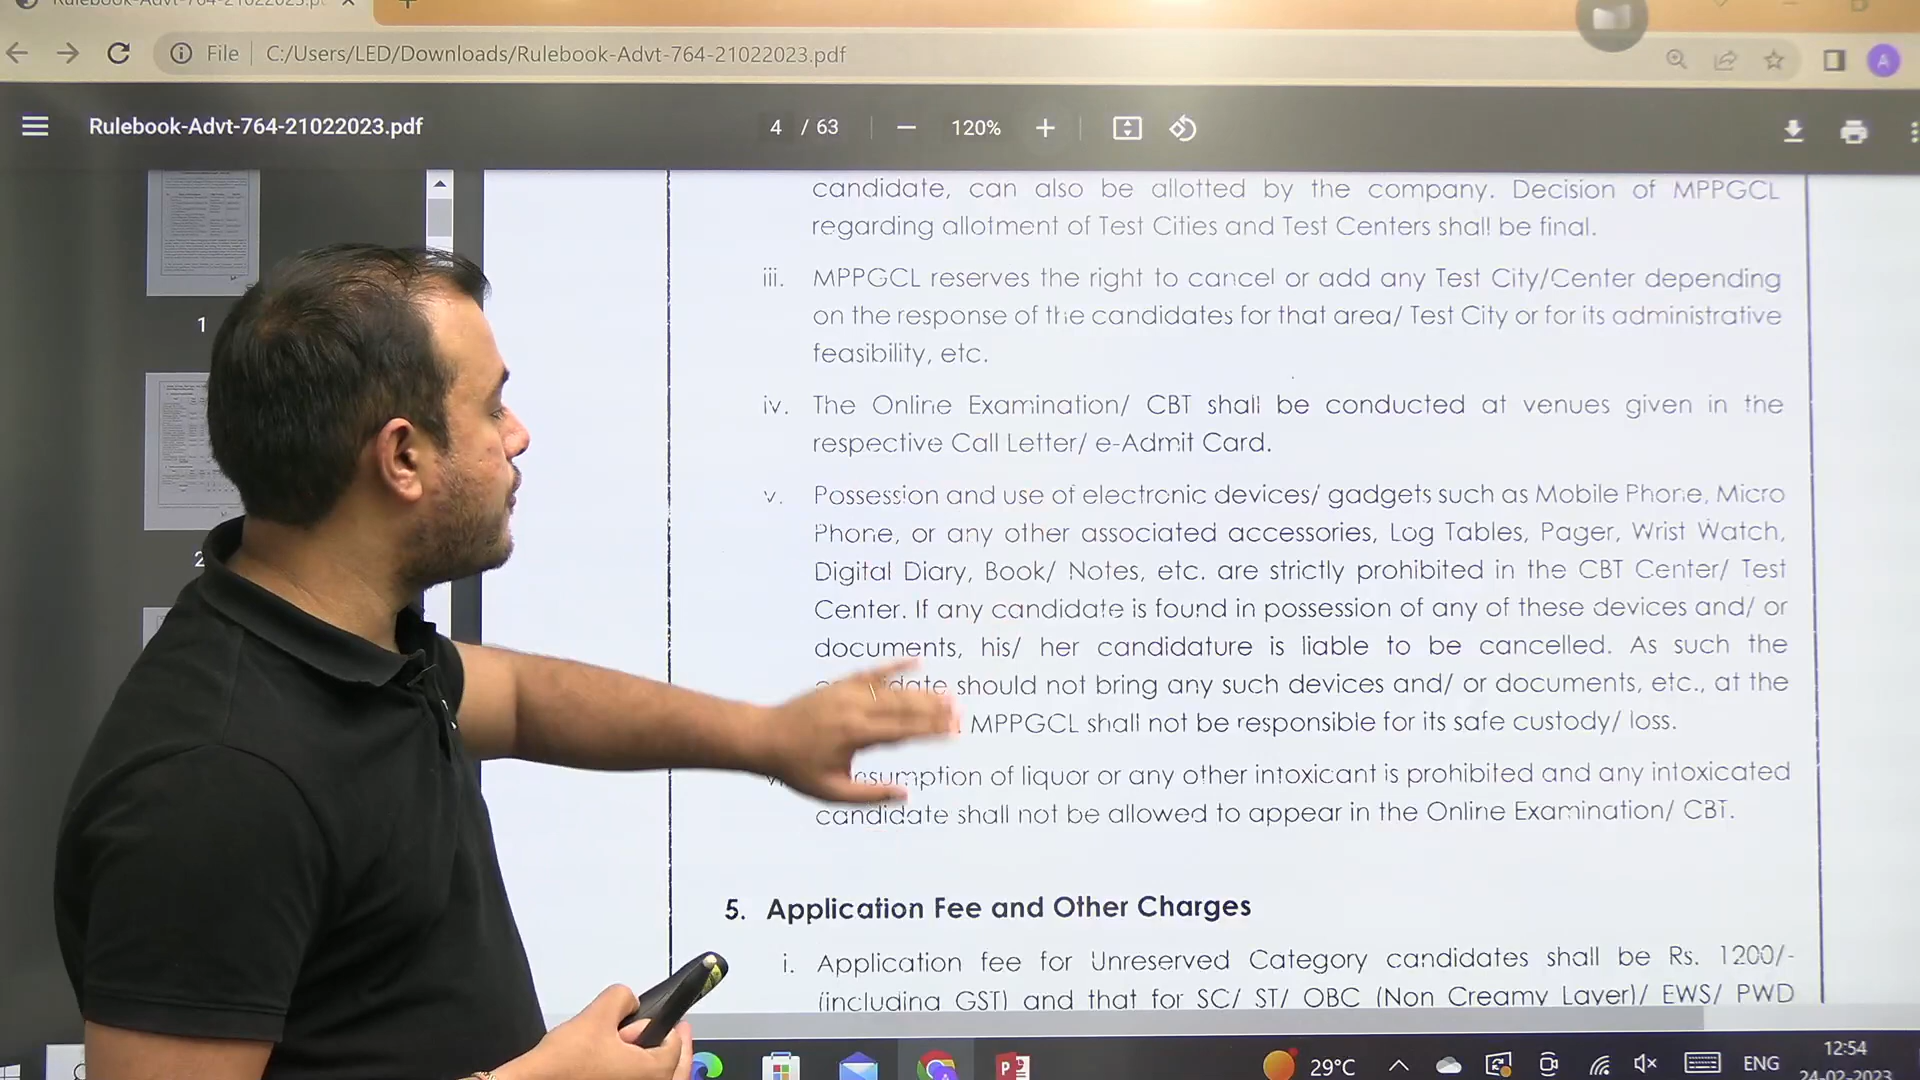 File
C:/Users/LED/Downloads/Rulebook-Advt-764-21022023.pdf
A
Rulebook-Advt-764-21022023.pdf
4 / 63
120%
candidate, can also be allotted by the company. Decision of MPPGCL
regarding allotment of Test Cities and Test Centers shall be final.
iii. MPPGCL reserves the right to cancel or add any Test City/Center depending
on the response of the candidates for that area/ Test City or for its administrative
feasibility, etc.
iv. The Online Examination/ CBT shall be conducted at venues given in the
respective Call Letter/ e-Admit Card.
v. Possession and use of electronic devices/ gadgets such as Mobile Phone, Micro
Phone, or any other associated accessories, Log Tables, Pager, Wrist Watch,
Digital Diary, Book/ Notes, etc. are strictly prohibited in the CBT Center/ Test
Center. If any candidate is found in possession of any of these devices and/ or
documents, his/ her candidature is liable to be cancelled. As such the
should not bring any such devices and/ or documents, etc., at the
MPPGCL shall not be responsible for its safe custody/ loss.
of liquor or any other intoxicant is prohibited and any intoxicated
candidate shall not be allowed to appear in the Online Examination/ CBT.
5. Application Fee and Other Charges
i. Application fee for Unreserved Category candidates shall be Rs. 1200/-
(including GST) and that for SC/ ST/ OBC (Non Creamy Layer)/ EWS/ PWD
1
2
29°C
ENG
12:54
24-02-2023